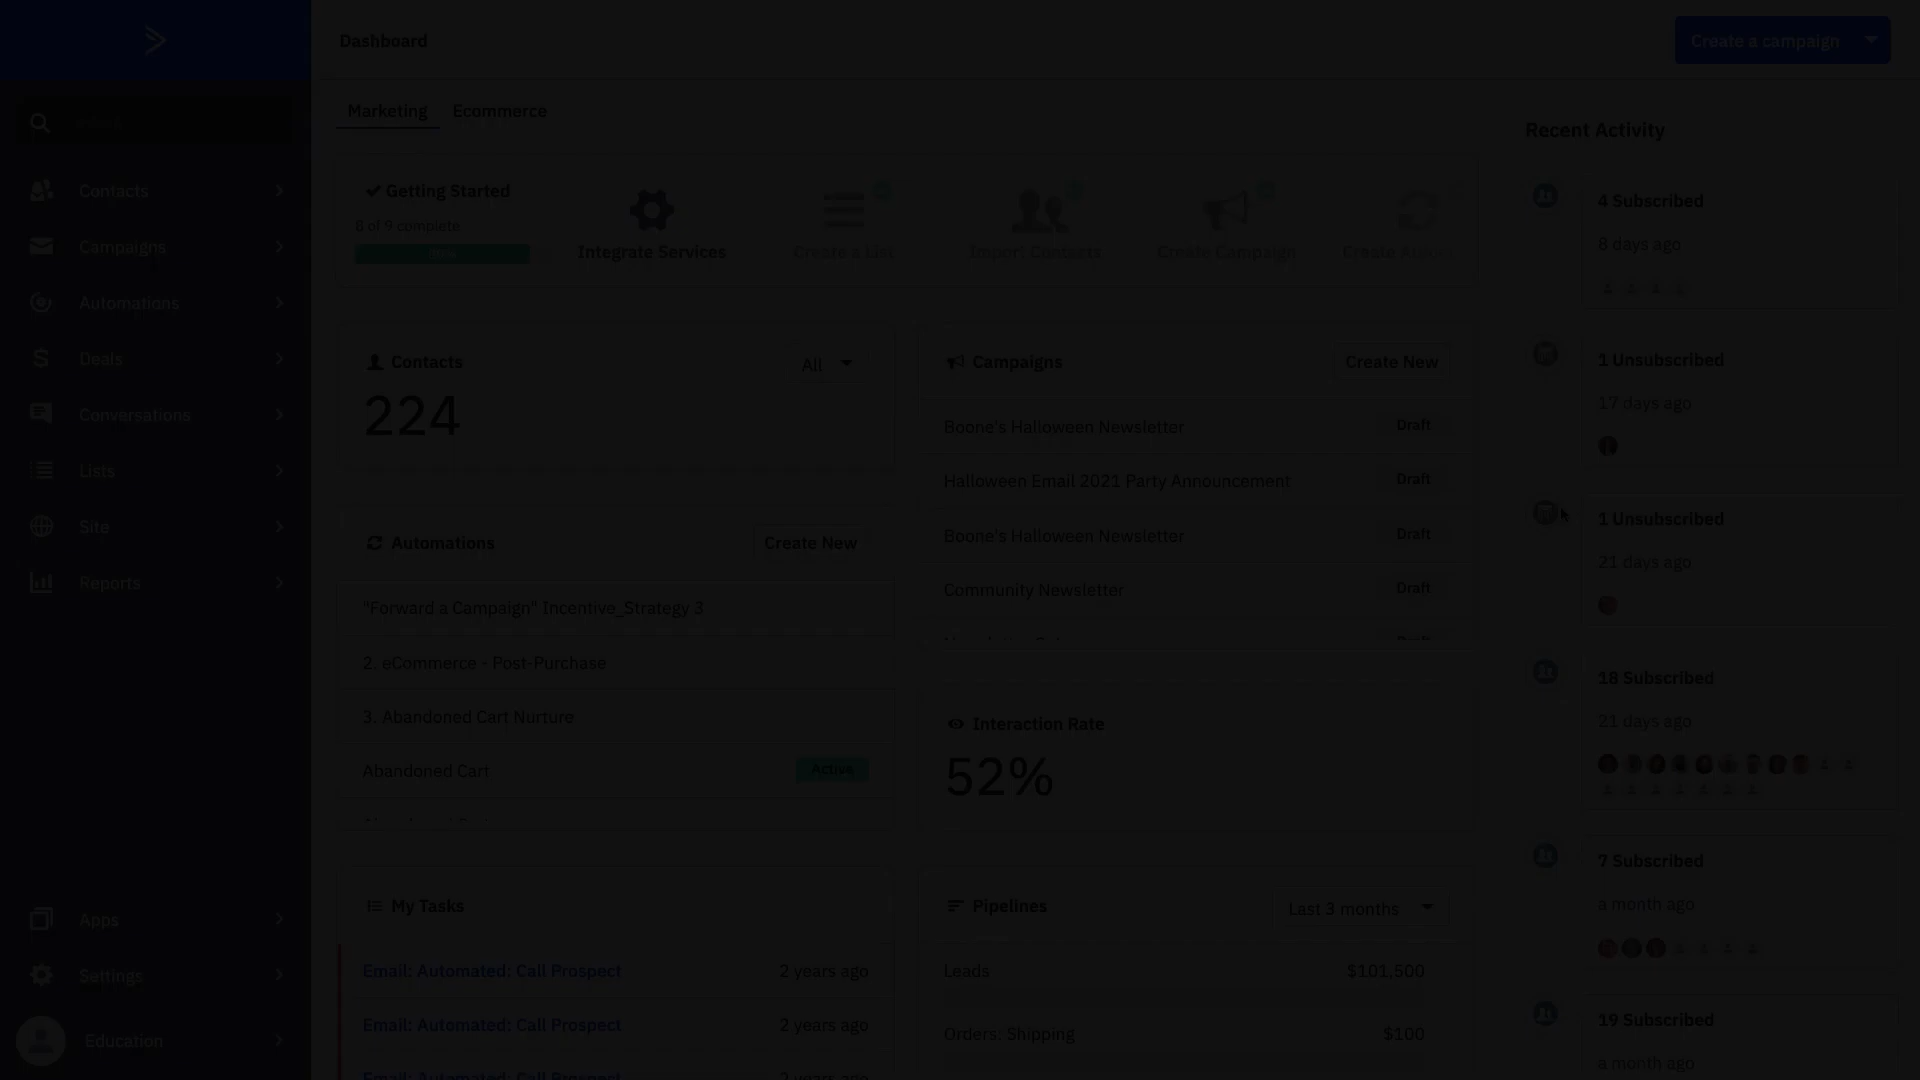 Dashboard
Create a campaign
Marketing
Ecommerce
Recent Activity
Contacts
Campaigns
Automations
Deals
Conversations
Lists
Site
Reports
Apps
Settings
Education
Getting Started
8 of 9 complete
Integrate Services
Create a List
Import Contacts
Create Campaign
Create
Contacts
All
224
Campaigns
Create New
Boone's Halloween Newsletter
Draft
Halloween Email 2021 Party Announcement
Draft
Boone's Halloween Newsletter
Draft
Community Newsletter
Draft
Automations
Create New
"Forward a Campaign" Incentive_Strategy 3
2. eCommerce - Post-Purchase
3. Abandoned Cart Nurture
Abandoned Cart
Active
Interaction Rate
52%
My Tasks
Email: Automated: Call Prospect
2 years ago
Email: Automated: Call Prospect
2 years ago
Email: Automated: Call Prospect
2 years ago
Pipelines
Last 3 months
Leads
$101,500
Orders: Shipping
$100
4 Subscribed
8 days ago
1 Unsubscribed
17 days ago
1 Unsubscribed
21 days ago
18 Subscribed
21 days ago
7 Subscribed
a month ago
19 Subscribed
a month ago